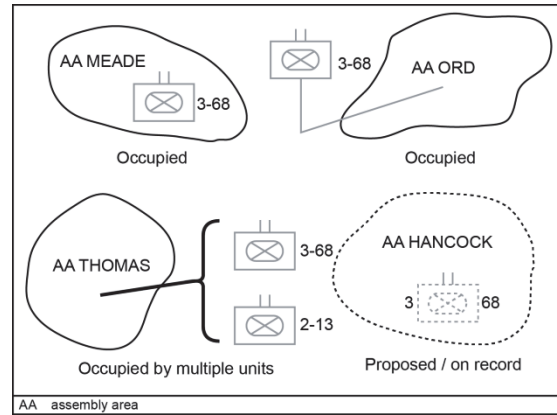 AA MEADE
3-68
Occupied
3-68
AA ORD
Occupied
AA THOMAS
3-68
2-13
Occupied by multiple units
AA HANCOCK
3 68
Proposed / on record
AA assembly area